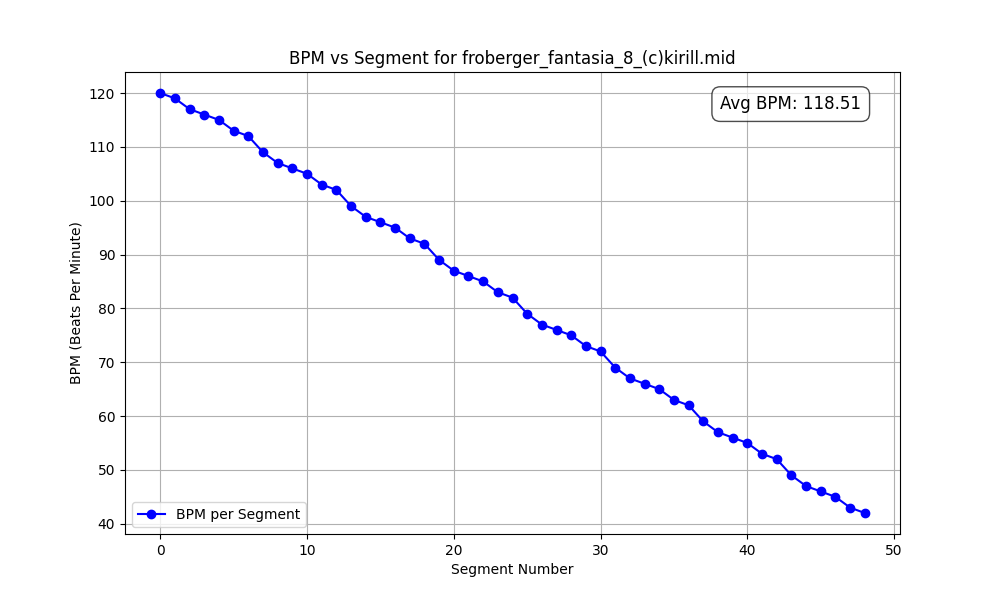 BPM vs Segment for froberger_fantasia_8_(c)kirill.mid
Avg BPM: 118.51
BPM (Beats Per Minute)
120
110
100
90
80
70
60
50
40
BPM per Segment
0 10 20 30 40 50
Segment Number